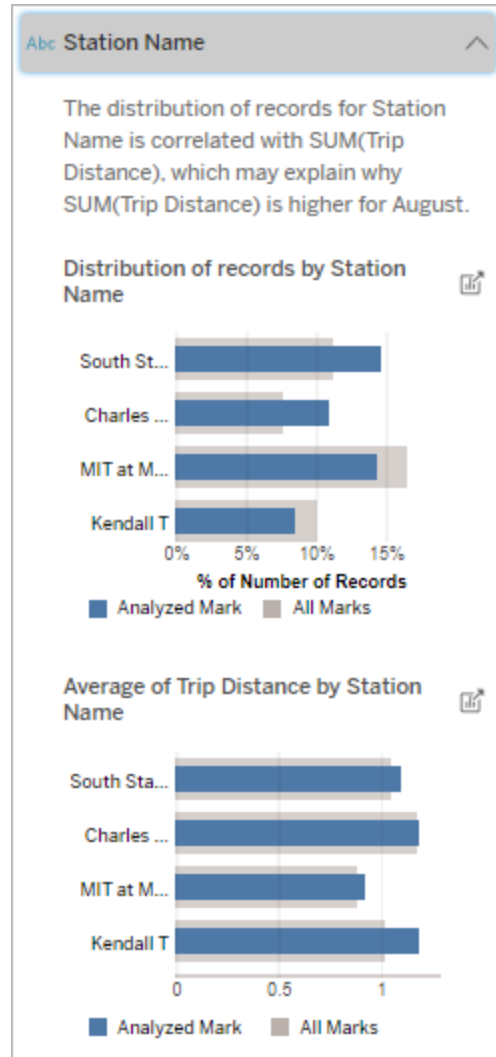 Abc Station Name
The distribution of records for Station
Name is correlated with SUM(Trip
Distance), which may explain why
SUM(Trip Distance) is higher for August.
Distribution of records by Station
Name
South St...
Charles ...
MIT at M...
Kendall T
0% 5% 10% 15%
% of Number of Records
Analyzed Mark All Marks
Average of Trip Distance by Station
Name
South Sta...
Charles ...
MIT at M...
Kendall T
0 0.5 1
Analyzed Mark All Marks